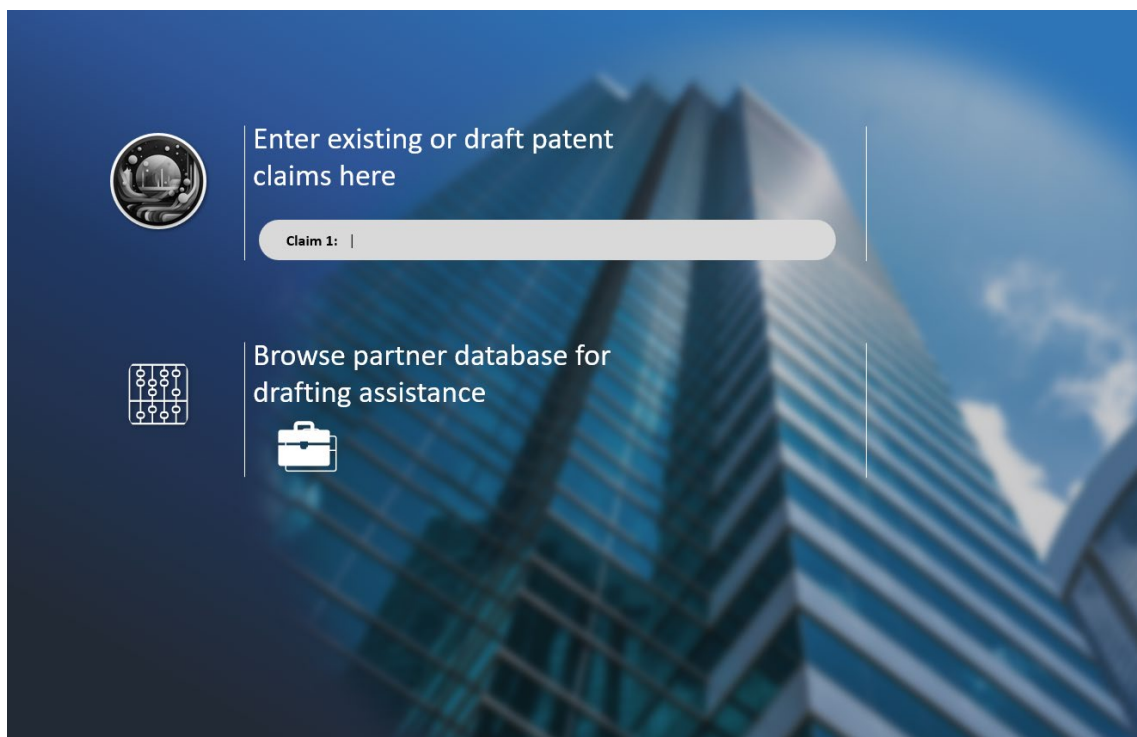 Enter existing or draft patent
claims here
Claim 1: |
Browse partner database for
drafting assistance